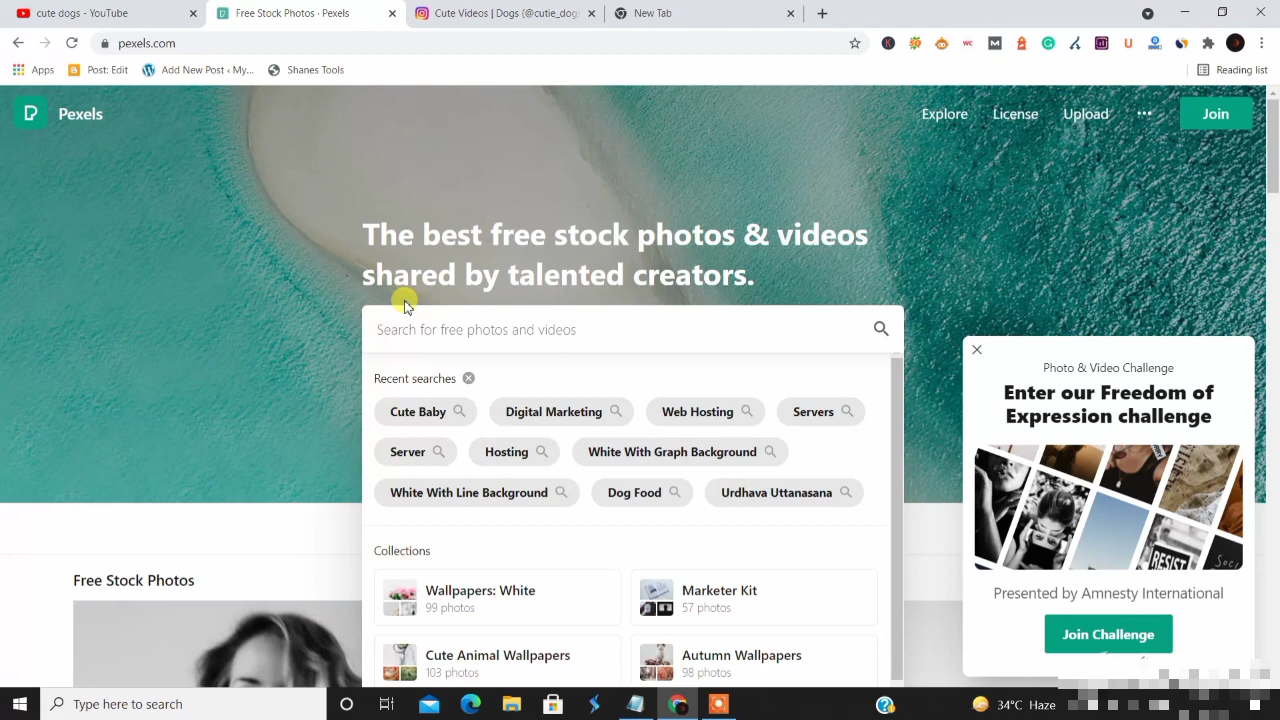 cute dogs - YouTube
Free Stock Photos - Pexels
Cute Videos | Dogs (@cutie_dog
New Tab
pexels.com
Apps
Post: Edit
Add New Post ‹ My...
Shanes Tools
Reading list
Pexels
Explore
License
Upload
Join
The best free stock photos & videos
shared by talented creators.
Search for free photos and videos
Recent searches
Cute Baby
Digital Marketing
Web Hosting
Servers
Server
Hosting
White With Graph Background
White With Line Background
Dog Food
Urdhava Uttanasana
Collections
Wallpapers: White
99 photos
Marketer Kit
57 photos
Cute Animal Wallpapers
103 photos
Autumn Wallpapers
98 photos
Free Stock Photos
Photo & Video Challenge
Enter our Freedom of
Expression challenge
RESIST
Presented by Amnesty International
Join Challenge
Type here to search
34°C Haze